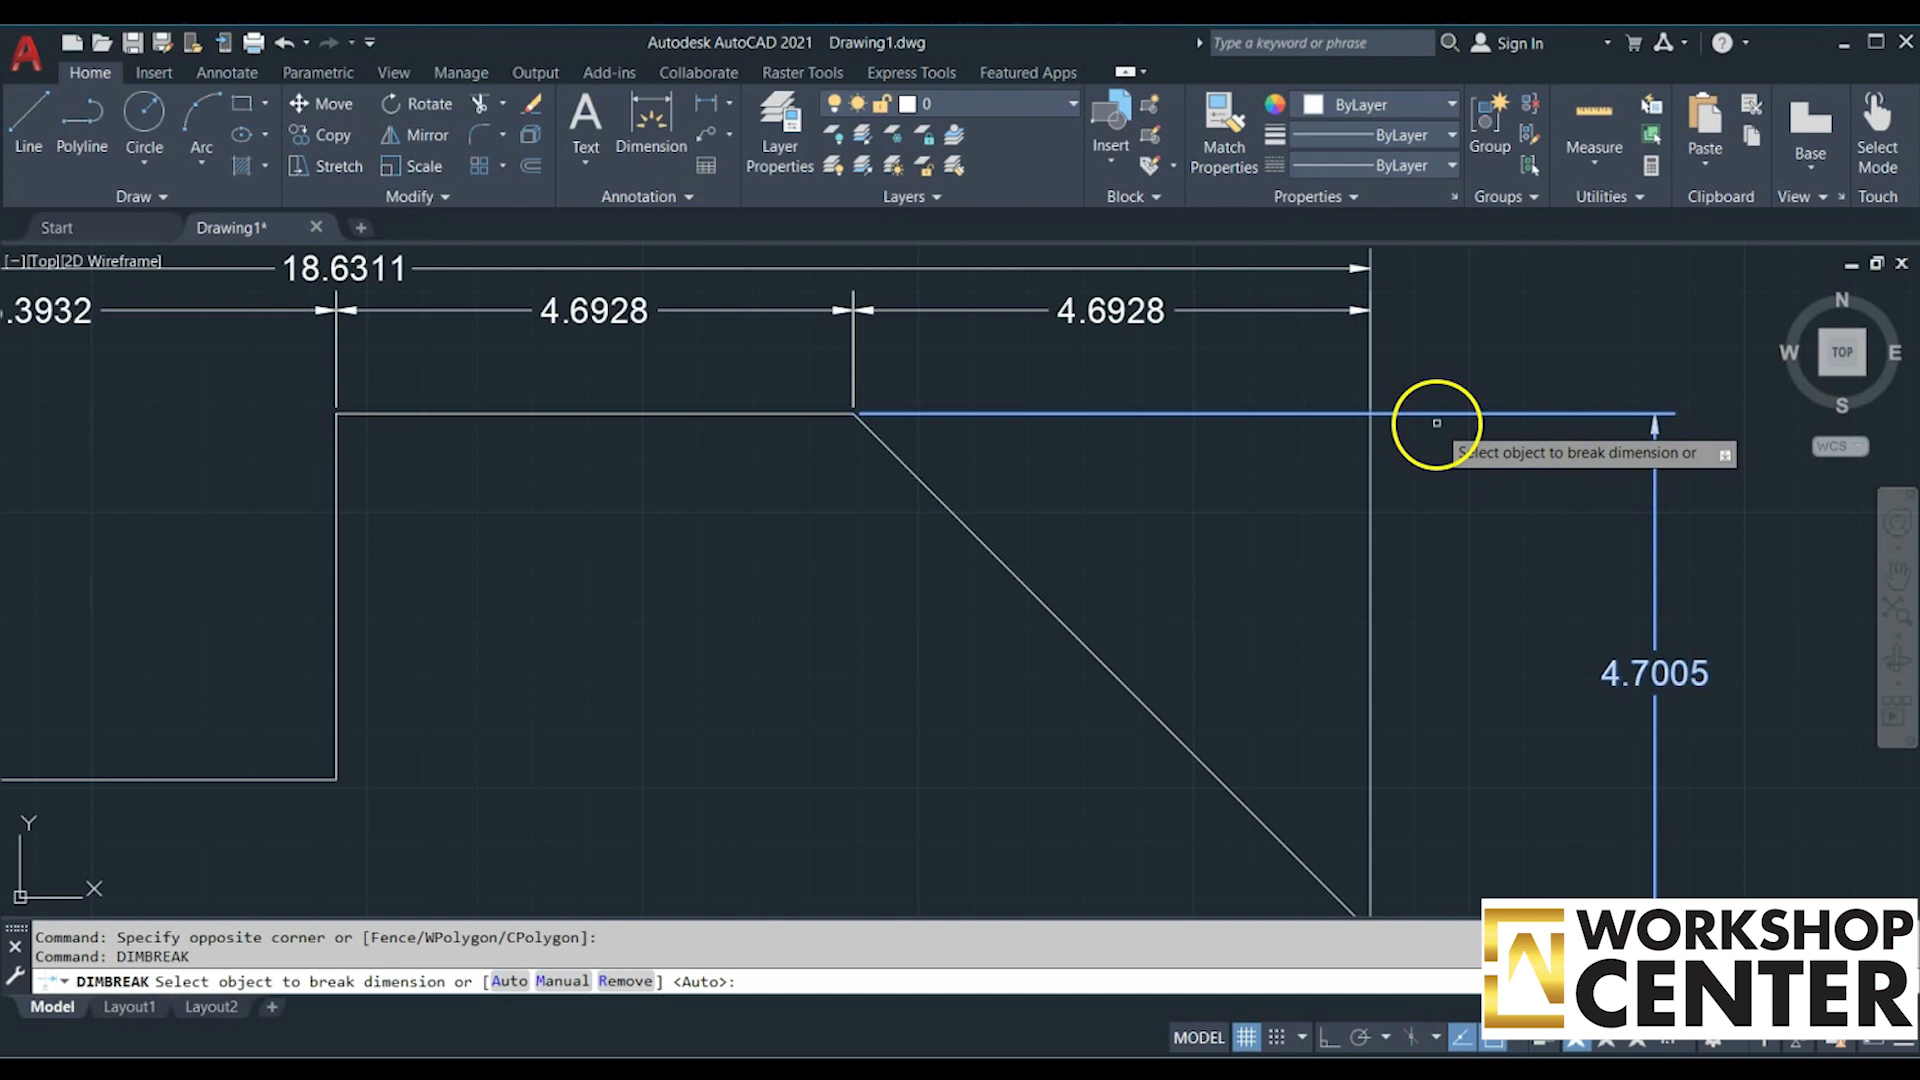 Autodesk AutoCAD 2021 Drawing1.dwg
Type a keyword or phrase
Sign In
Home Insert Annotate Parametric View Manage Output Add-ins Collaborate Raster Tools Express Tools Featured Apps
Line
Polyline
Circle
Arc
Draw
Move
Rotate
Copy
Mirror
Stretch
Scale
Modify
Text
Dimension
Annotation
Layer
Properties
0
Layers
Insert
Block
Match
Properties
ByLayer
ByLayer
ByLayer
Properties
Group
Groups
Measure
Utilities
Paste
Clipboard
Base
View
Select
Mode
Touch
Start
Drawing1*
[−][Top][2D Wireframe]
18.6311
.3932
4.6928
4.6928
N
W
TOP
E
S
WCS
Select object to break dimension or
4.7005
Y
X
Command: Specify opposite corner or [Fence/WPolygon/CPolygon]:
Command: DIMBREAK
DIMBREAK Select object to break dimension or [Auto Manual Remove] <Auto>:
Model Layout1 Layout2
MODEL
WORKSHOP
CENTER